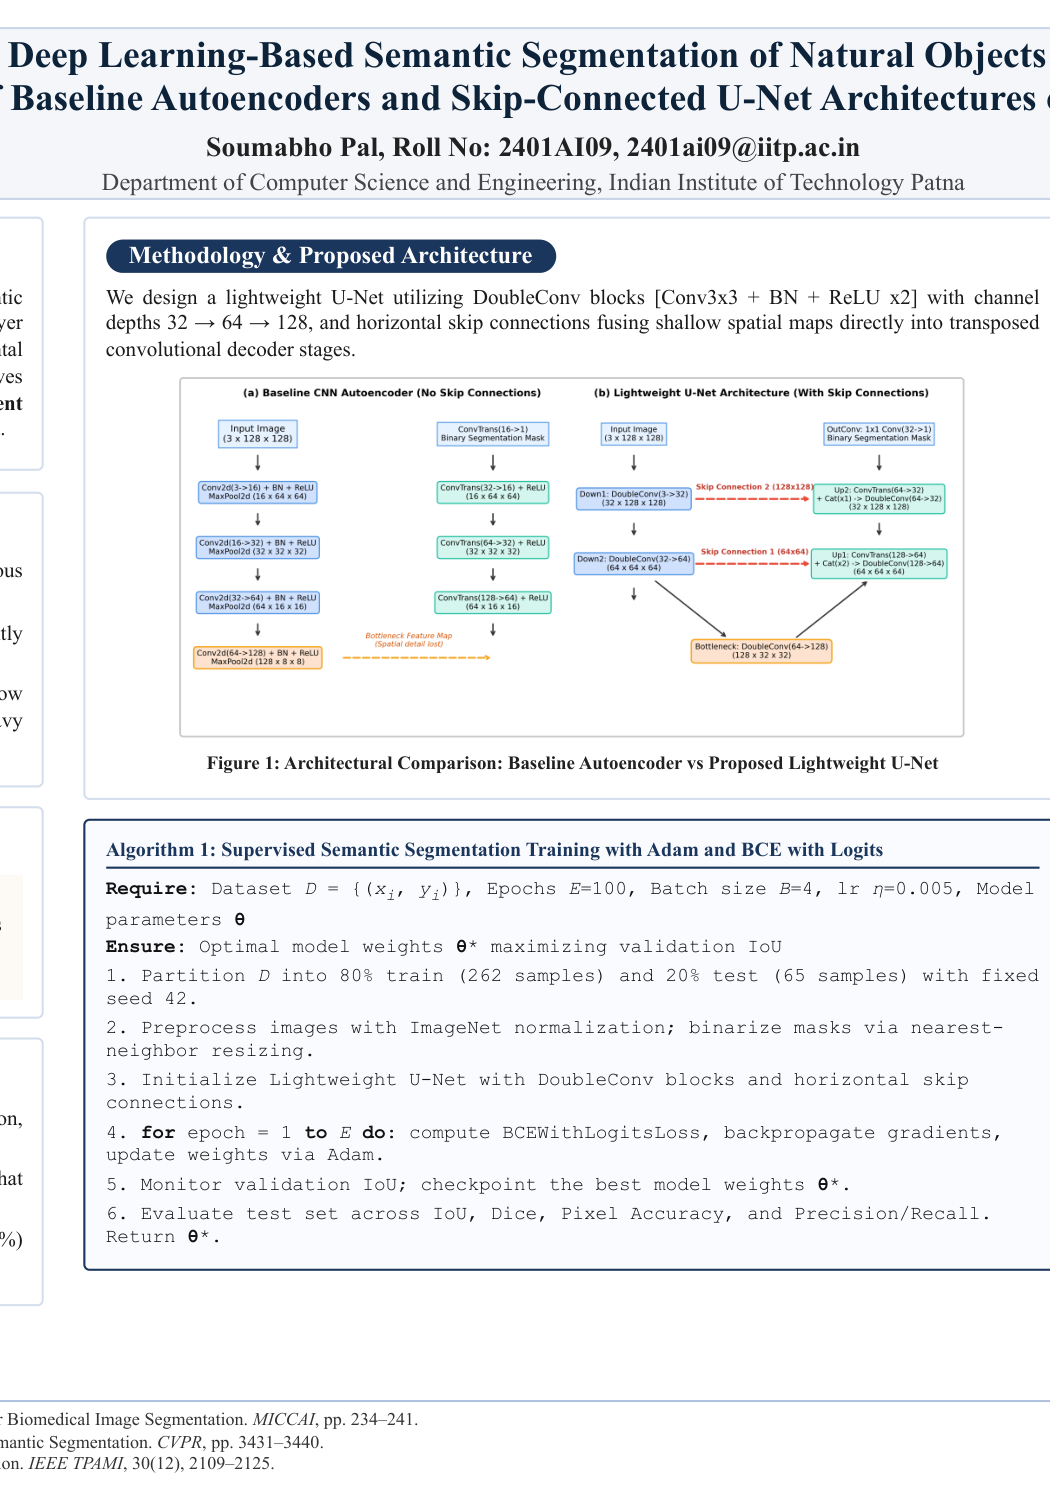 Deep Learning-Based Semantic Segmentation of Natural Objects
Baseline Autoencoders and Skip-Connected U-Net Architectures
Soumabho Pal, Roll No: 2401AI09, 2401ai09@iitp.ac.in
Department of Computer Science and Engineering, Indian Institute of Technology Patna
Methodology & Proposed Architecture
We design a lightweight U-Net utilizing DoubleConv blocks [Conv3x3 + BN + ReLU x2] with channel
depths 32 → 64 → 128, and horizontal skip connections fusing shallow spatial maps directly into transposed
convolutional decoder stages.
(a) Baseline CNN Autoencoder (No Skip Connections)
Input Image
(3 x 128 x 128)
Conv2d(3->16) + BN + ReLU
MaxPool2d (16 x 64 x 64)
Conv2d(16->32) + BN + ReLU
MaxPool2d (32 x 32 x 32)
Conv2d(32->64) + BN + ReLU
MaxPool2d (64 x 16 x 16)
Conv2d(64->128) + BN + ReLU
MaxPool2d (128 x 8 x 8)
Bottleneck Feature Map
(Spatial detail lost)
ConvTrans(16->1)
Binary Segmentation Mask
ConvTrans(32->16) + ReLU
(16 x 64 x 64)
ConvTrans(64->32) + ReLU
(32 x 32 x 32)
ConvTrans(128->64) + ReLU
(64 x 16 x 16)
(b) Lightweight U-Net Architecture (With Skip Connections)
Input Image
(3 x 128 x 128)
Down1: DoubleConv(3->32)
(32 x 128 x 128)
Down2: DoubleConv(32->64)
(64 x 64 x 64)
Skip Connection 2 (128x128)
Skip Connection 1 (64x64)
Bottleneck: DoubleConv(64->128)
(128 x 32 x 32)
OutConv: 1x1 Conv(32->1)
Binary Segmentation Mask
Up2: ConvTrans(64->32)
+ Cat(x1) -> DoubleConv(64->32)
(32 x 128 x 128)
Up1: ConvTrans(128->64)
+ Cat(x2) -> DoubleConv(128->64)
(64 x 64 x 64)
Figure 1: Architectural Comparison: Baseline Autoencoder vs Proposed Lightweight U-Net
Algorithm 1: Supervised Semantic Segmentation Training with Adam and BCE with Logits
Require: Dataset D = {(xᵢ, yᵢ)}, Epochs E=100, Batch size B=4, lr η=0.005, Model
parameters θ
Ensure: Optimal model weights θ* maximizing validation IoU
1. Partition D into 80% train (262 samples) and 20% test (65 samples) with fixed
seed 42.
2. Preprocess images with ImageNet normalization; binarize masks via nearest-
neighbor resizing.
3. Initialize Lightweight U-Net with DoubleConv blocks and horizontal skip
connections.
4. for epoch = 1 to E do: compute BCEWithLogitsLoss, backpropagate gradients,
update weights via Adam.
5. Monitor validation IoU; checkpoint the best model weights θ*.
6. Evaluate test set across IoU, Dice, Pixel Accuracy, and Precision/Recall.
Return θ*.
%)
Biomedical Image Segmentation. MICCAI, pp. 234–241.
Segmentation. CVPR, pp. 3431–3440.
IEEE TPAMI, 30(12), 2109–2125.